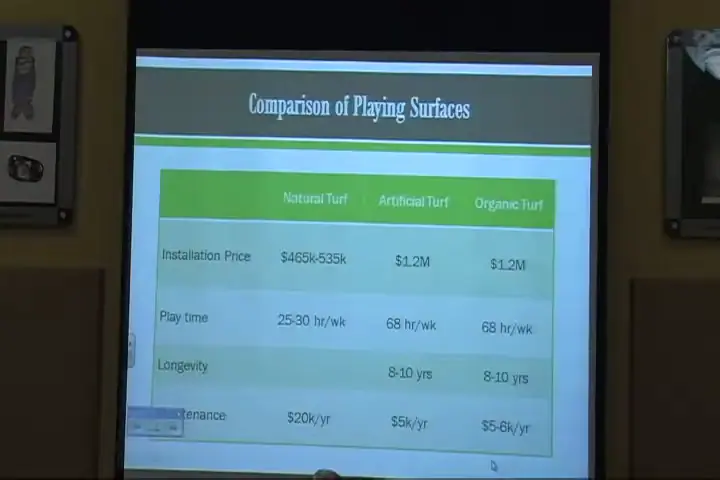 Comparison of Playing Surfaces
Natural Turf Artificial Turf Organic Turf
Installation Price $465k-535k $1.2M $1.2M
Play time 25-30 hr/wk 68 hr/wk 68 hr/wk
Longevity 8-10 yrs 8-10 yrs
tenance $20k/yr $5k/yr $5-6k/yr